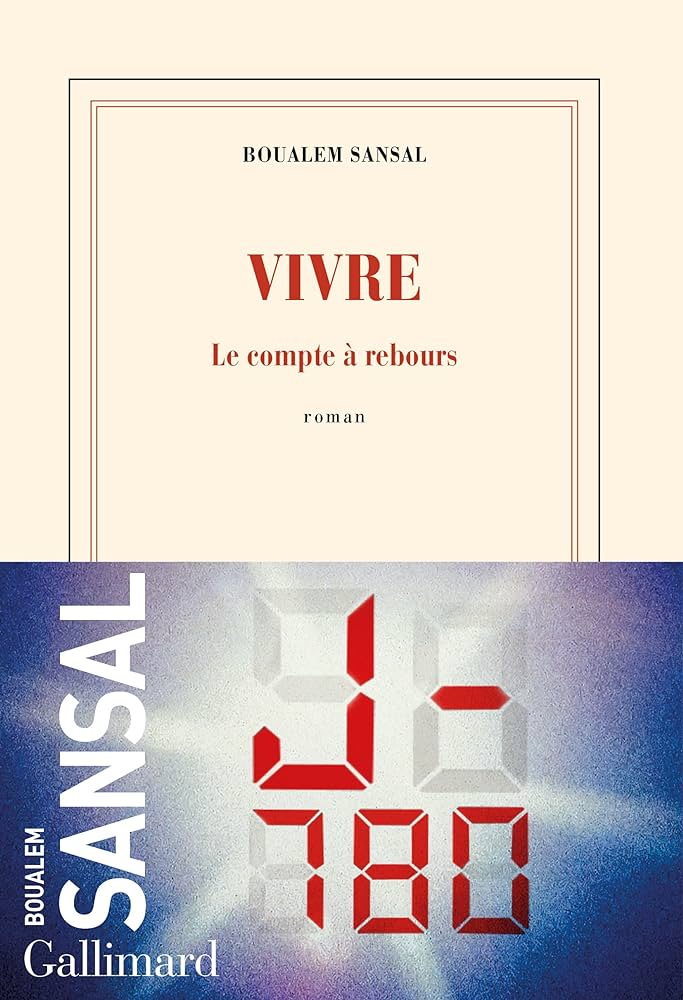 BOUALEM SANSAL
VIVRE
Le compte à rebours
roman
BOUALEM
SANSAL
J-
780
Gallimard